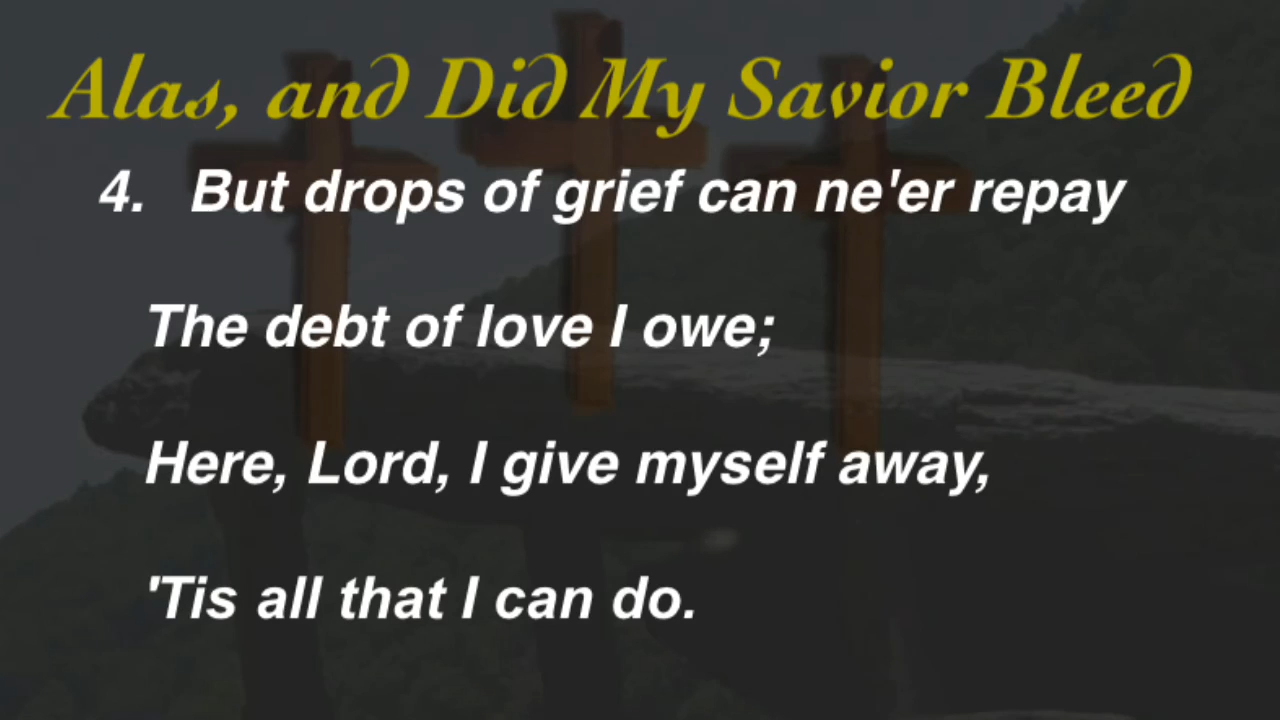 Alas, and Did My Savior Bleed
4. But drops of grief can ne'er repay
The debt of love I owe;
Here, Lord, I give myself away,
'Tis all that I can do.